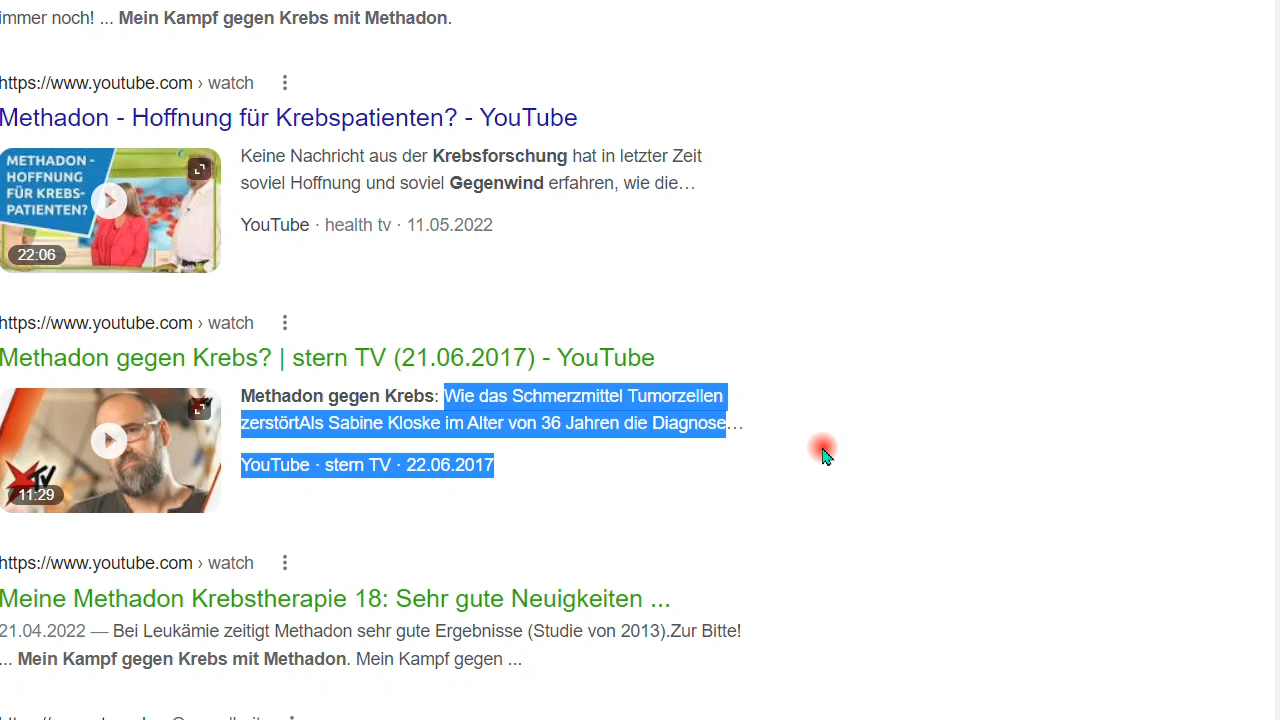 immer noch! ... Mein Kampf gegen Krebs mit Methadon.
https://www.youtube.com › watch
Methadon - Hoffnung für Krebspatienten? - YouTube
METHADON -
HOFFNUNG
FÜR KREBS-
PATIENTEN?
22:06
Keine Nachricht aus der Krebsforschung hat in letzter Zeit
soviel Hoffnung und soviel Gegenwind erfahren, wie die…
YouTube · health tv · 11.05.2022
https://www.youtube.com › watch
Methadon gegen Krebs? | stern TV (21.06.2017) - YouTube
TV
11:29
Methadon gegen Krebs: Wie das Schmerzmittel Tumorzellen
zerstörtAls Sabine Kloske im Alter von 36 Jahren die Diagnose…
YouTube · stern TV · 22.06.2017
https://www.youtube.com › watch
Meine Methadon Krebstherapie 18: Sehr gute Neuigkeiten ...
21.04.2022 — Bei Leukämie zeitigt Methadon sehr gute Ergebnisse (Studie von 2013).Zur Bitte!
... Mein Kampf gegen Krebs mit Methadon. Mein Kampf gegen ...